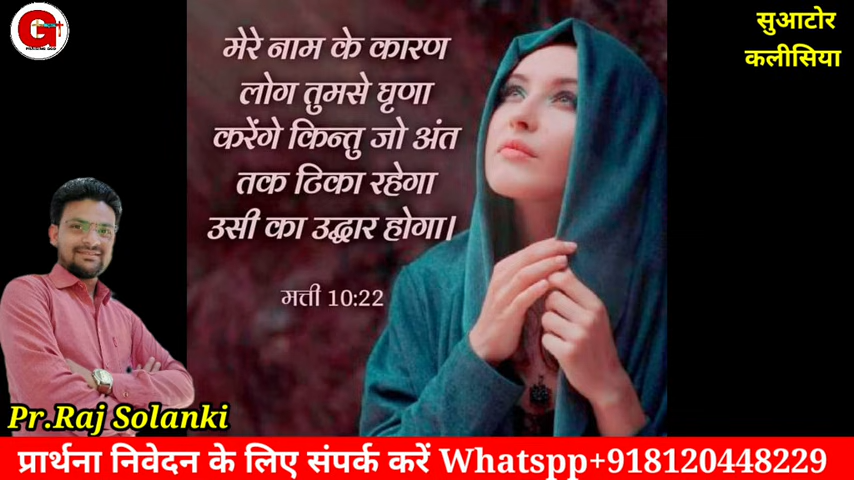 G
सुआटोर
कलीसिया
मेरे नाम के कारण
लोग तुमसे घृणा
करेंगे किन्तु जो अंत
तक टिका रहेगा
उसी का उद्धार होगा।
मत्ती 10:22
Pr.Raj Solanki
प्रार्थना निवेदन के लिए संपर्क करें Whatspp+918120448229